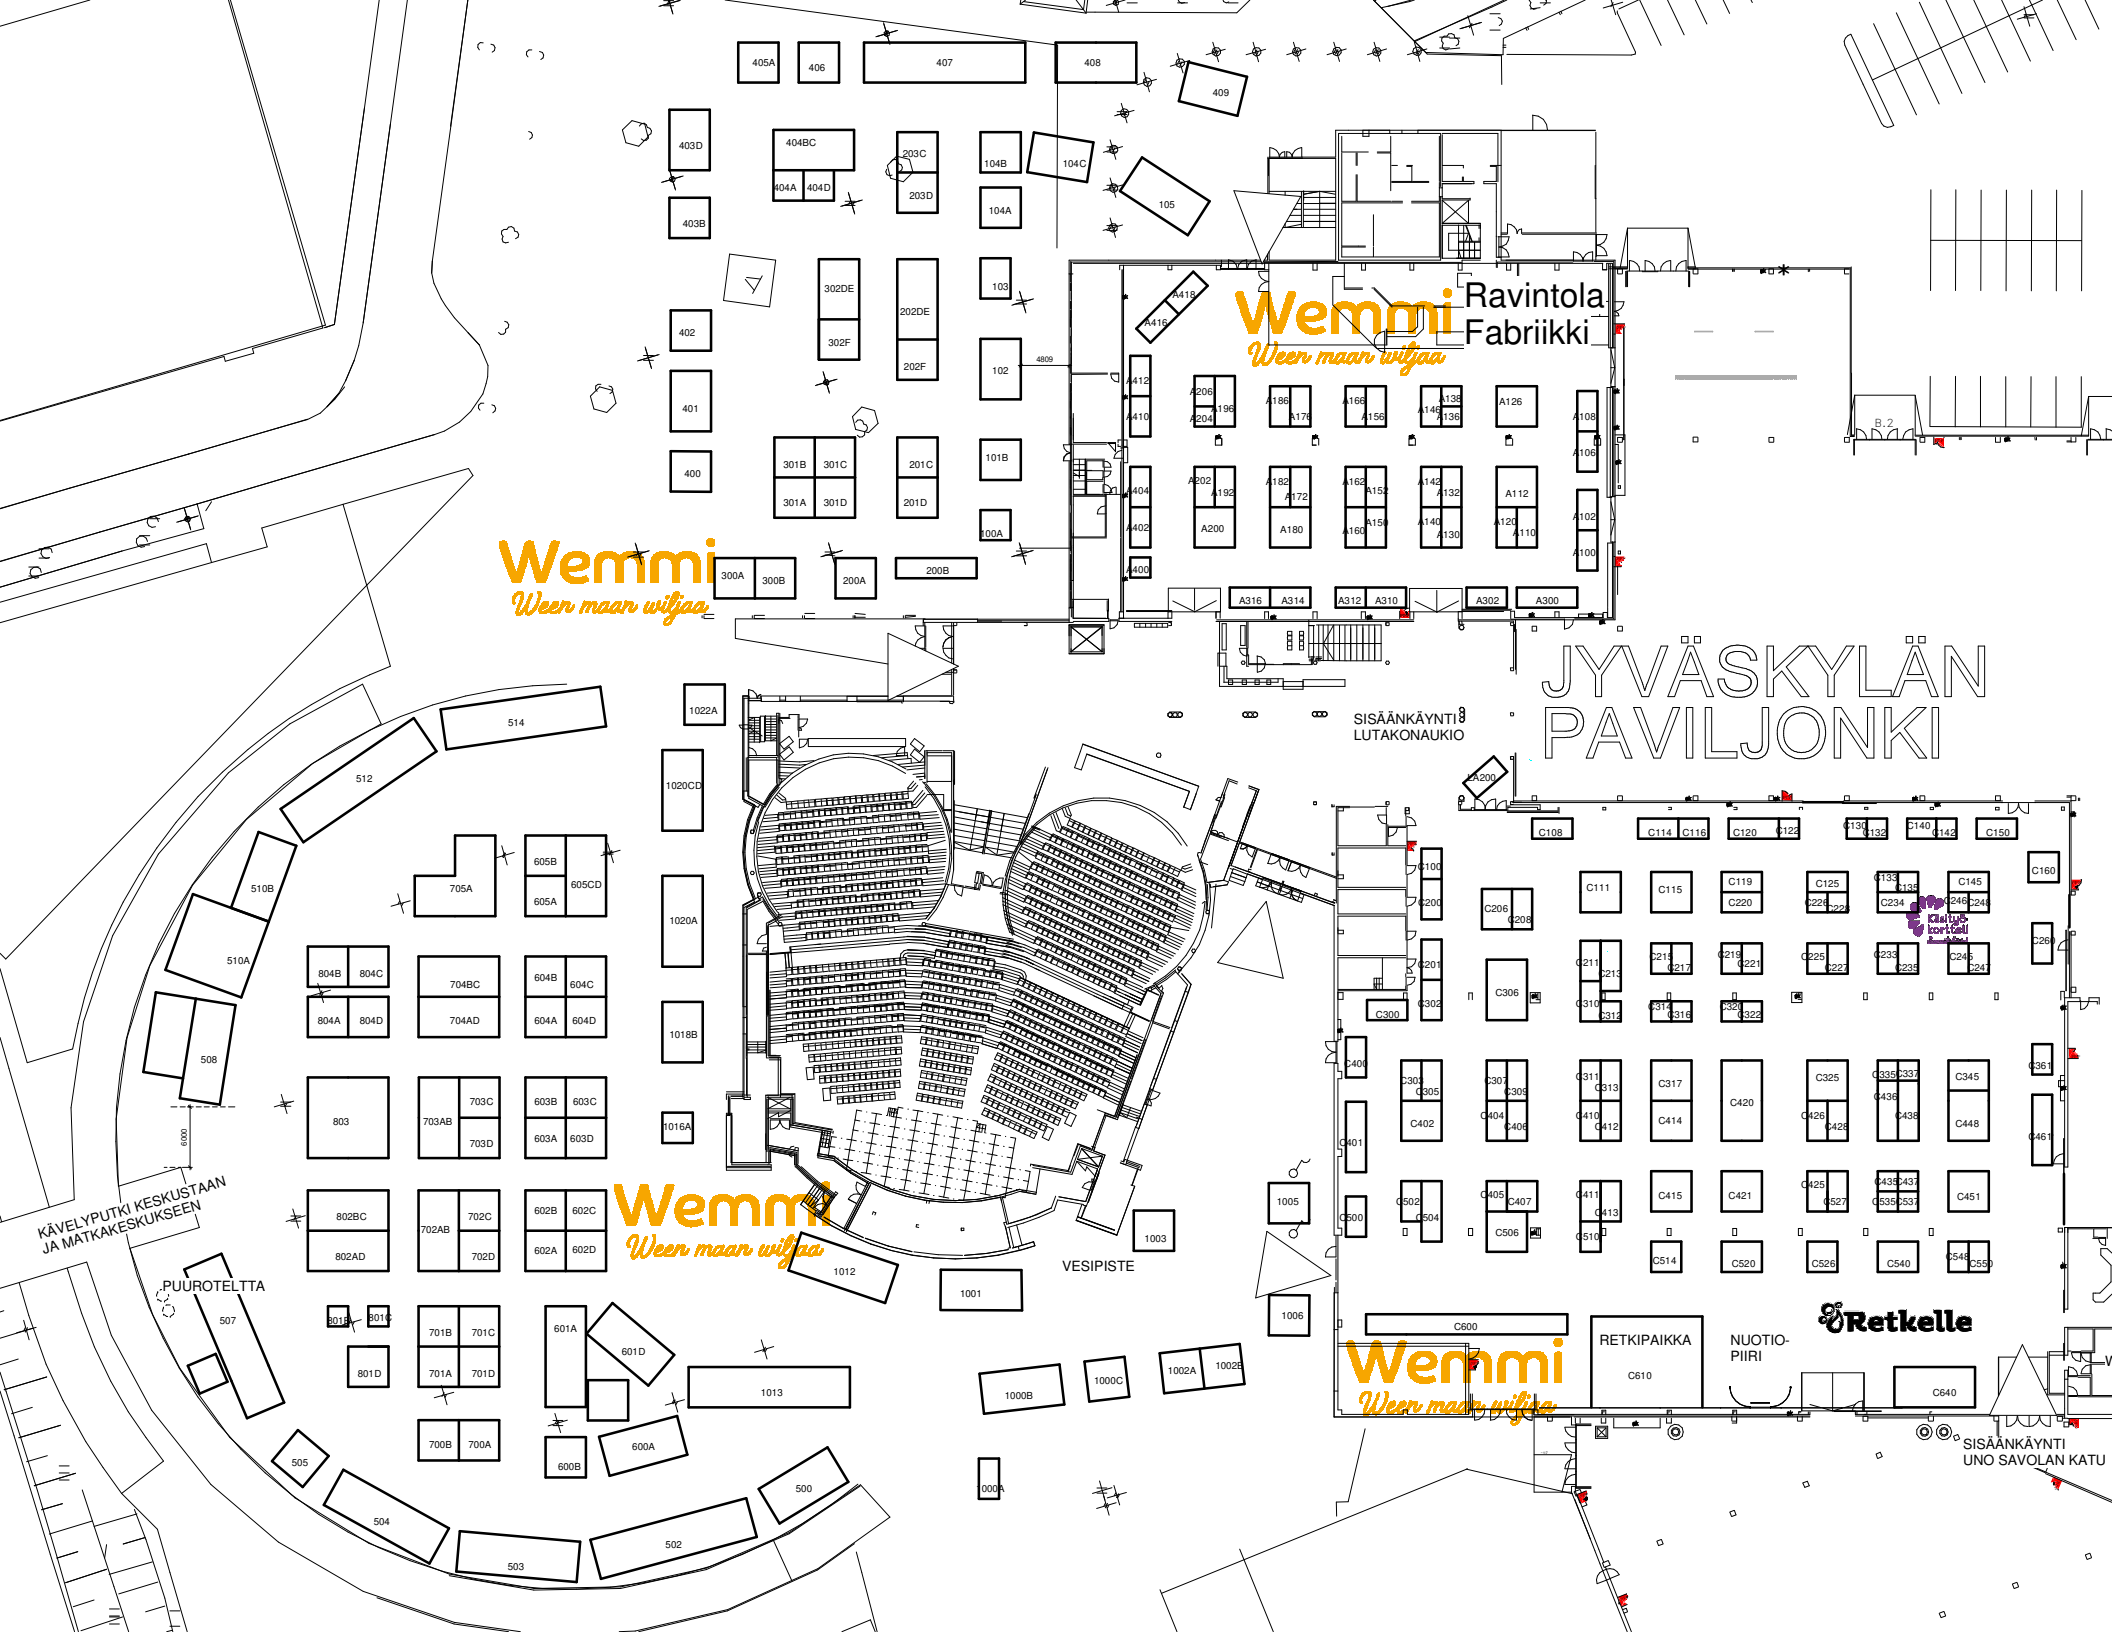 405A
406
407
408
409
403D
404BC
203C
104B
104C
404A
404D
203D
105
403B
104A
302DE
103
A418
Wemmi
Ween maan wiljaa
Ravintola
Fabriikki
202DE
A416
402
302F
4809
202F
102
A412
A206
A196
A186
A166
A138
A126
401
A410
A204
A176
A146
A156
A136
A108
B.2
A106
301B
301C
201C
101B
400
A404
A202
A192
A182
A172
A162
A152
A142
A132
A112
301A
301D
201D
100A
A402
A200
A180
A160
A150
A140
A130
A120
A110
A102
A100
Wemmi
Ween maan wiljaa
300A
300B
200A
200B
A400
A316
A314
A312
A310
A302
A300
JYVÄSKYLÄN
PAVILJONKI
SISÄÄNKÄYNTI
LUTAKONAUKIO
LA200
1022A
514
512
1020CD
C108
C114
C116
C120
C122
C130
C132
C140
C142
C150
605B
605CD
605A
705A
510B
1020A
C100
C200
C206
C208
C111
C115
C119
C220
C125
C226
C228
C133
C135
C234
C145
C246
C248
C160
Käsityö-
kortteli
510A
804B
804C
704BC
604B
604C
C201
C302
C300
C306
C211
C213
C215
C217
C219
C221
C225
C227
C233
C235
C245
C247
C260
804A
804D
704AD
604A
604D
1018B
C310
C312
C314
C316
C320
C322
508
6000
803
703AB
703C
703D
603B
603C
603A
603D
1016A
C400
C303
C305
C307
C309
C311
C313
C317
C420
C325
C335
C337
C345
C361
C401
C402
C404
C406
C410
C412
C414
C426
C428
C436
C438
C448
C461
KÄVELYPUTKI KESKUSTAAN
JA MATKAKESKUKSEEN
802BC
702AB
702C
602B
602C
802AD
702D
602A
602D
Wemmi
Ween maan wiljaa
1012
1003
1005
C500
C502
C504
C405
C407
C506
C411
C413
C510
C415
C421
C425
C527
C435
C437
C535
C537
C451
VESIPISTE
1001
1006
C514
C520
C526
C540
C548
C550
PUUROTELTTA
507
801B
801C
801D
701B
701C
701A
701D
601A
601D
1013
1000B
1000C
1002A
1002B
C600
Retkelle
RETKIPAIKKA
NUOTIO-
PIIRI
C610
C640
Wemmi
Ween maan wiljaa
700B
700A
600A
600B
505
504
503
502
500
1000A
SISÄÄNKÄYNTI
UNO SAVOLAN KATU